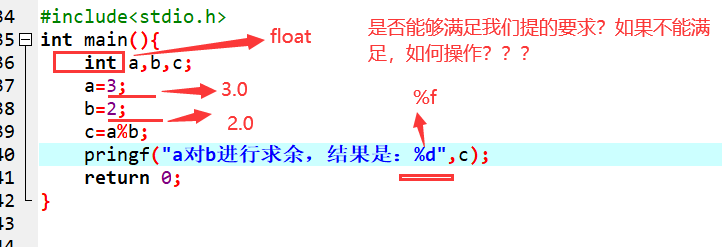 34 #include<stdio.h>
35 int main(){
36 int a,b,c;
float
37 a=3;
3.0
38 b=2;
2.0
39 c=a%b;
40 pringf("a对b进行求余，结果是：%d",c);
%f
41 return 0;
42 }
43
44
是否能够满足我们提的要求？如果不能满
足，如何操作？？？